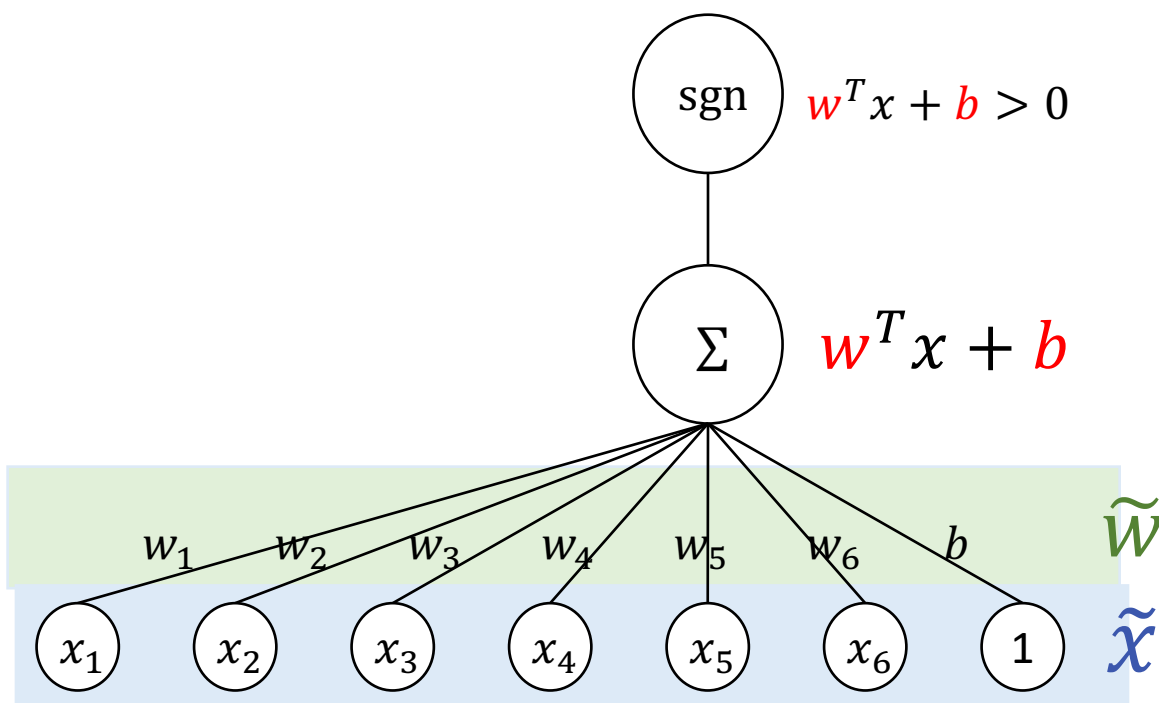 sgn
w^T x + b > 0
Σ
w^T x + b
w₁ w₂ w₃ w₄ w₅ w₆ b w̃
x₁ x₂ x₃ x₄ x₅ x₆ 1 x̃